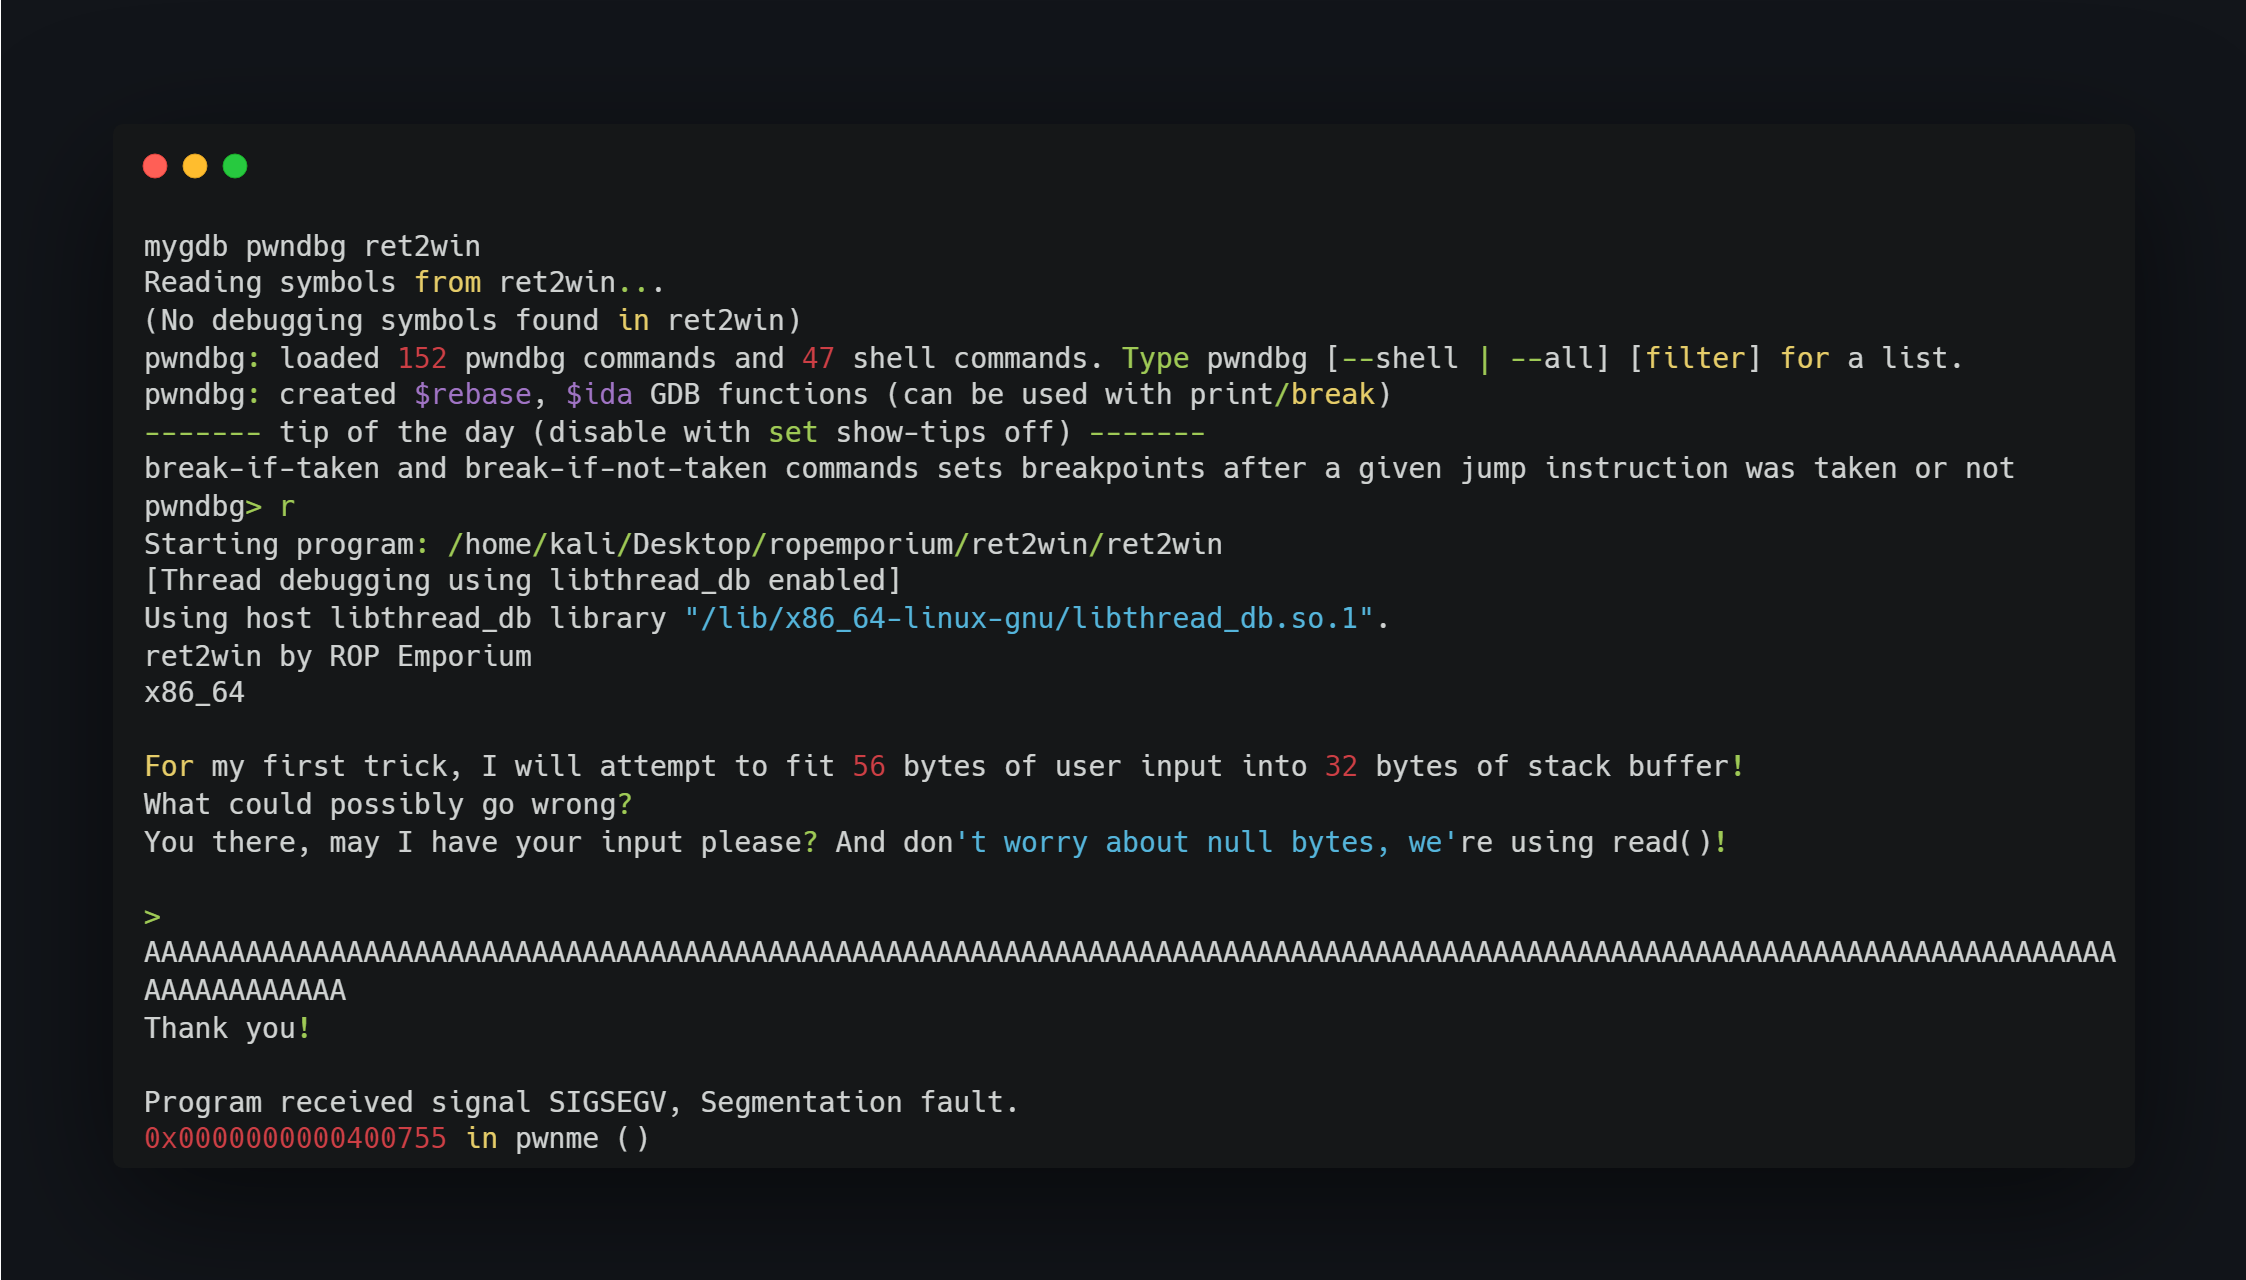 mygdb pwndbg ret2win
Reading symbols from ret2win...
(No debugging symbols found in ret2win)
pwndbg: loaded 152 pwndbg commands and 47 shell commands. Type pwndbg [--shell | --all] [filter] for a list.
pwndbg: created $rebase, $ida GDB functions (can be used with print/break)
------- tip of the day (disable with set show-tips off) -------
break-if-taken and break-if-not-taken commands sets breakpoints after a given jump instruction was taken or not
pwndbg> r
Starting program: /home/kali/Desktop/ropemporium/ret2win/ret2win
[Thread debugging using libthread_db enabled]
Using host libthread_db library "/lib/x86_64-linux-gnu/libthread_db.so.1".
ret2win by ROP Emporium
x86_64
For my first trick, I will attempt to fit 56 bytes of user input into 32 bytes of stack buffer!
What could possibly go wrong?
You there, may I have your input please? And don't worry about null bytes, we're using read()!
>
AAAAAAAAAAAAAAAAAAAAAAAAAAAAAAAAAAAAAAAAAAAAAAAAAAAAAAAAAAAAAAAAAAAAAAAAAAAAAAAAAAAAAAAAAAAAAAAAAAAAAAAAAAAAAAAAAAAAA
AAAAAAAAAAAA
Thank you!
Program received signal SIGSEGV, Segmentation fault.
0x0000000000400755 in pwnme ()